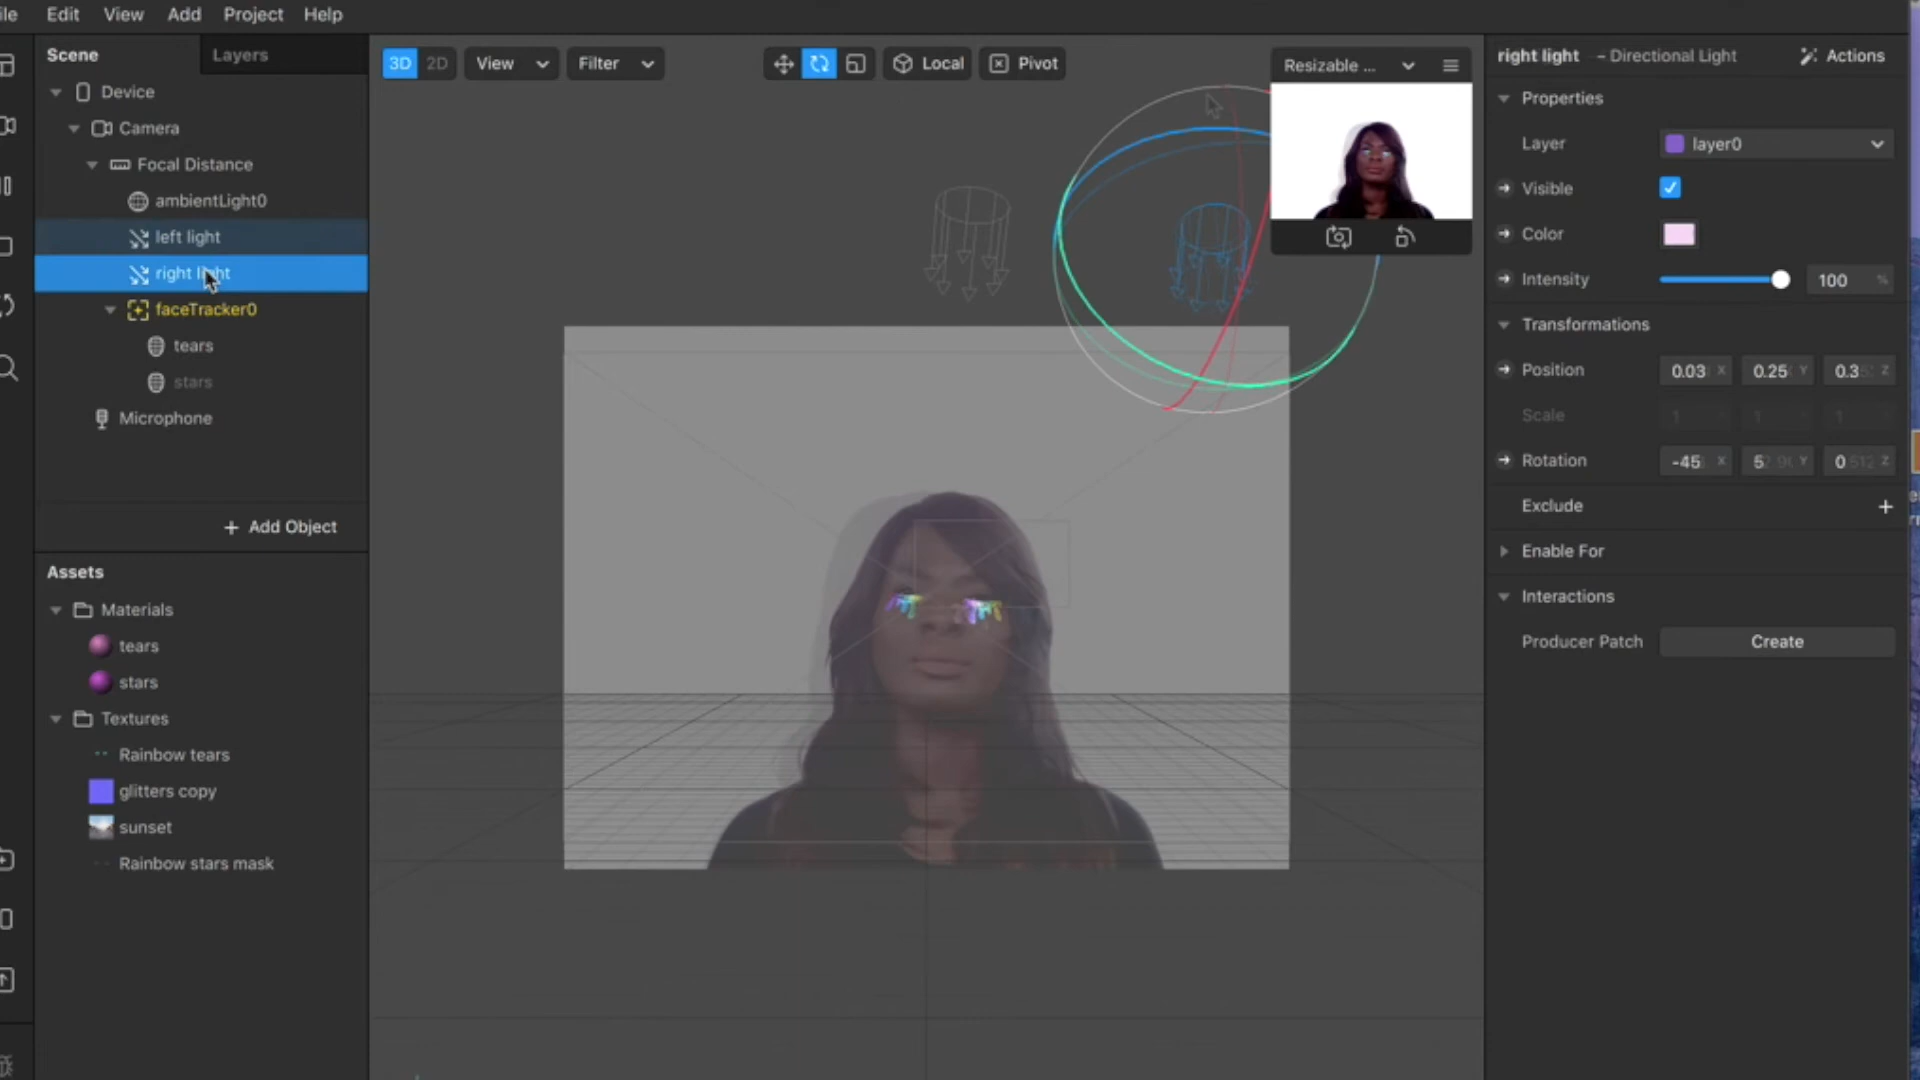 Edit View Add Project Help
Scene Layers
Device
Camera
Focal Distance
ambientLight0
left light
right light
faceTracker0
tears
stars
Microphone
+ Add Object
Assets
Materials
tears
stars
Textures
Rainbow tears
glitters copy
sunset
Rainbow stars mask
3D 2D View Filter Local Pivot
Resizable ...
right light – Directional Light Actions
Properties
Layer layer0
Visible
Color
Intensity 100 %
Transformations
Position 0.03 X 0.25 Y 0.3 Z
Scale 1 1 1
Rotation -45 X 5 Y 0 Z
Exclude +
Enable For
Interactions
Producer Patch Create